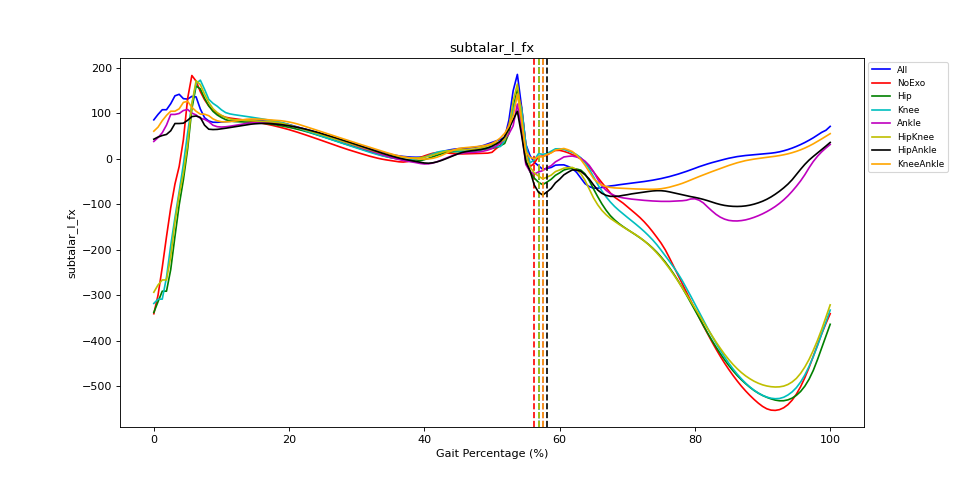 subtalar_l_fx
200
100
0
−100
−200
−300
−400
−500
subtalar_l_fx
0
20
40
60
80
100
Gait Percentage (%)
All
NoExo
Hip
Knee
Ankle
HipKnee
HipAnkle
KneeAnkle